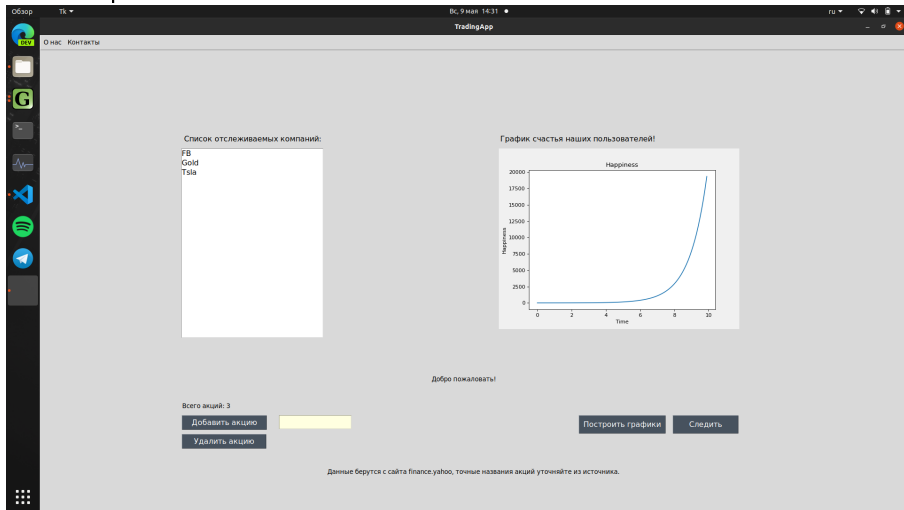 Обзор Tk Вс, 9 мая 14:31 ru
TradingApp
DEV
О нас Контакты
G
Список отслеживаемых компаний:
График счастья наших пользователей!
FB
Gold
Tsla
Happiness
20000
17500
15000
12500
10000
7500
5000
2500
0
Happiness
0 2 4 6 8 10
Time
Добро пожаловать!
Всего акций: 3
Добавить акцию
Построить графики Следить
Удалить акцию
Данные берутся с сайта finance.yahoo, точные названия акций уточняйте из источника.